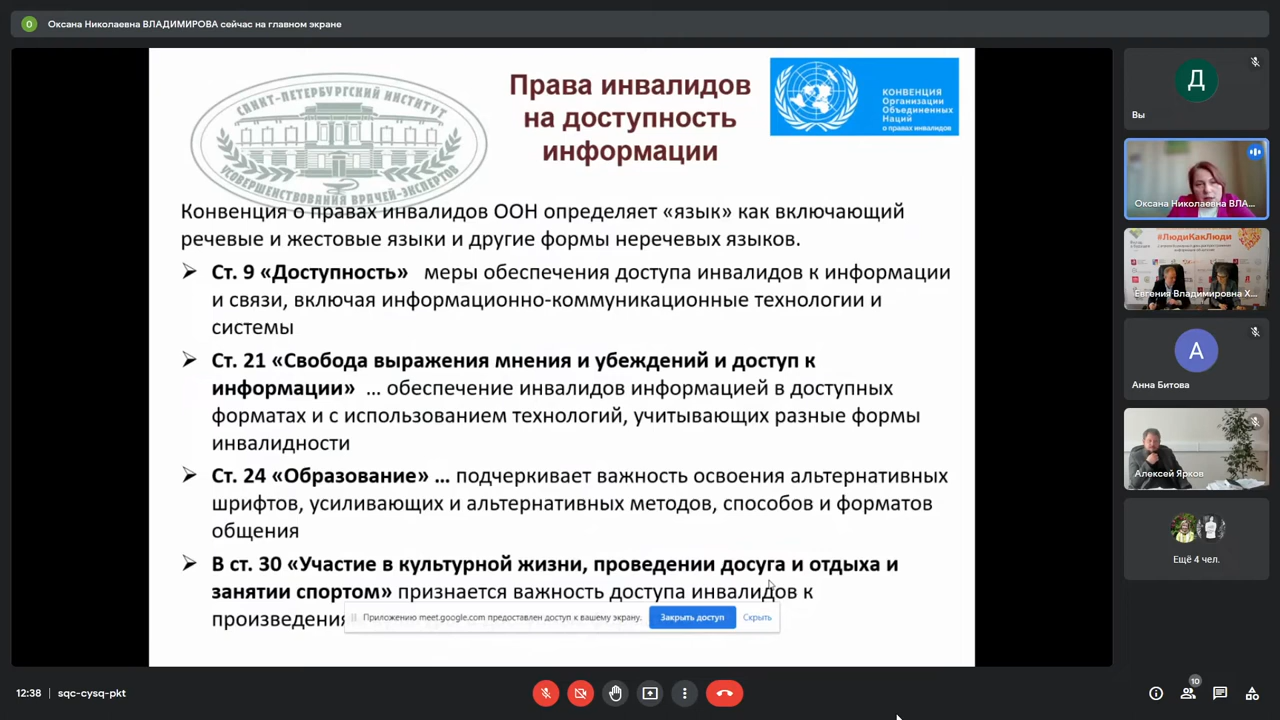 О
Оксана Николаевна ВЛАДИМИРОВА сейчас на главном экране
САНКТ-ПЕТЕРБУРГСКИЙ ИНСТИТУТ
УСОВЕРШЕНСТВОВАНИЯ ВРАЧЕЙ-ЭКСПЕРТОВ
Права инвалидов
на доступность
информации
КОНВЕНЦИЯ
Организации
Объединенных
Наций
о правах инвалидов
Конвенция о правах инвалидов ООН определяет «язык» как включающий
речевые и жестовые языки и другие формы неречевых языков.
Ст. 9 «Доступность» меры обеспечения доступа инвалидов к информации
и связи, включая информационно-коммуникационные технологии и
системы
Ст. 21 «Свобода выражения мнения и убеждений и доступ к
информации» ... обеспечение инвалидов информацией в доступных
форматах и с использованием технологий, учитывающих разные формы
инвалидности
Ст. 24 «Образование» ... подчеркивает важность освоения альтернативных
шрифтов, усиливающих и альтернативных методов, способов и форматов
общения
В ст. 30 «Участие в культурной жизни, проведении досуга и отдыха и
занятии спортом» признается важность доступа инвалидов к
произведения
Приложению meet.google.com предоставлен доступ к вашему экрану.
Закрыть доступ
Скрыть
Д
Вы
Оксана Николаевна ВЛА...
#ЛюдиКакЛюди
Евгения Владимировна Х...
А
Анна Битова
Алексей Ярков
Ещё 4 чел.
12:38
sqc-cysq-pkt
10